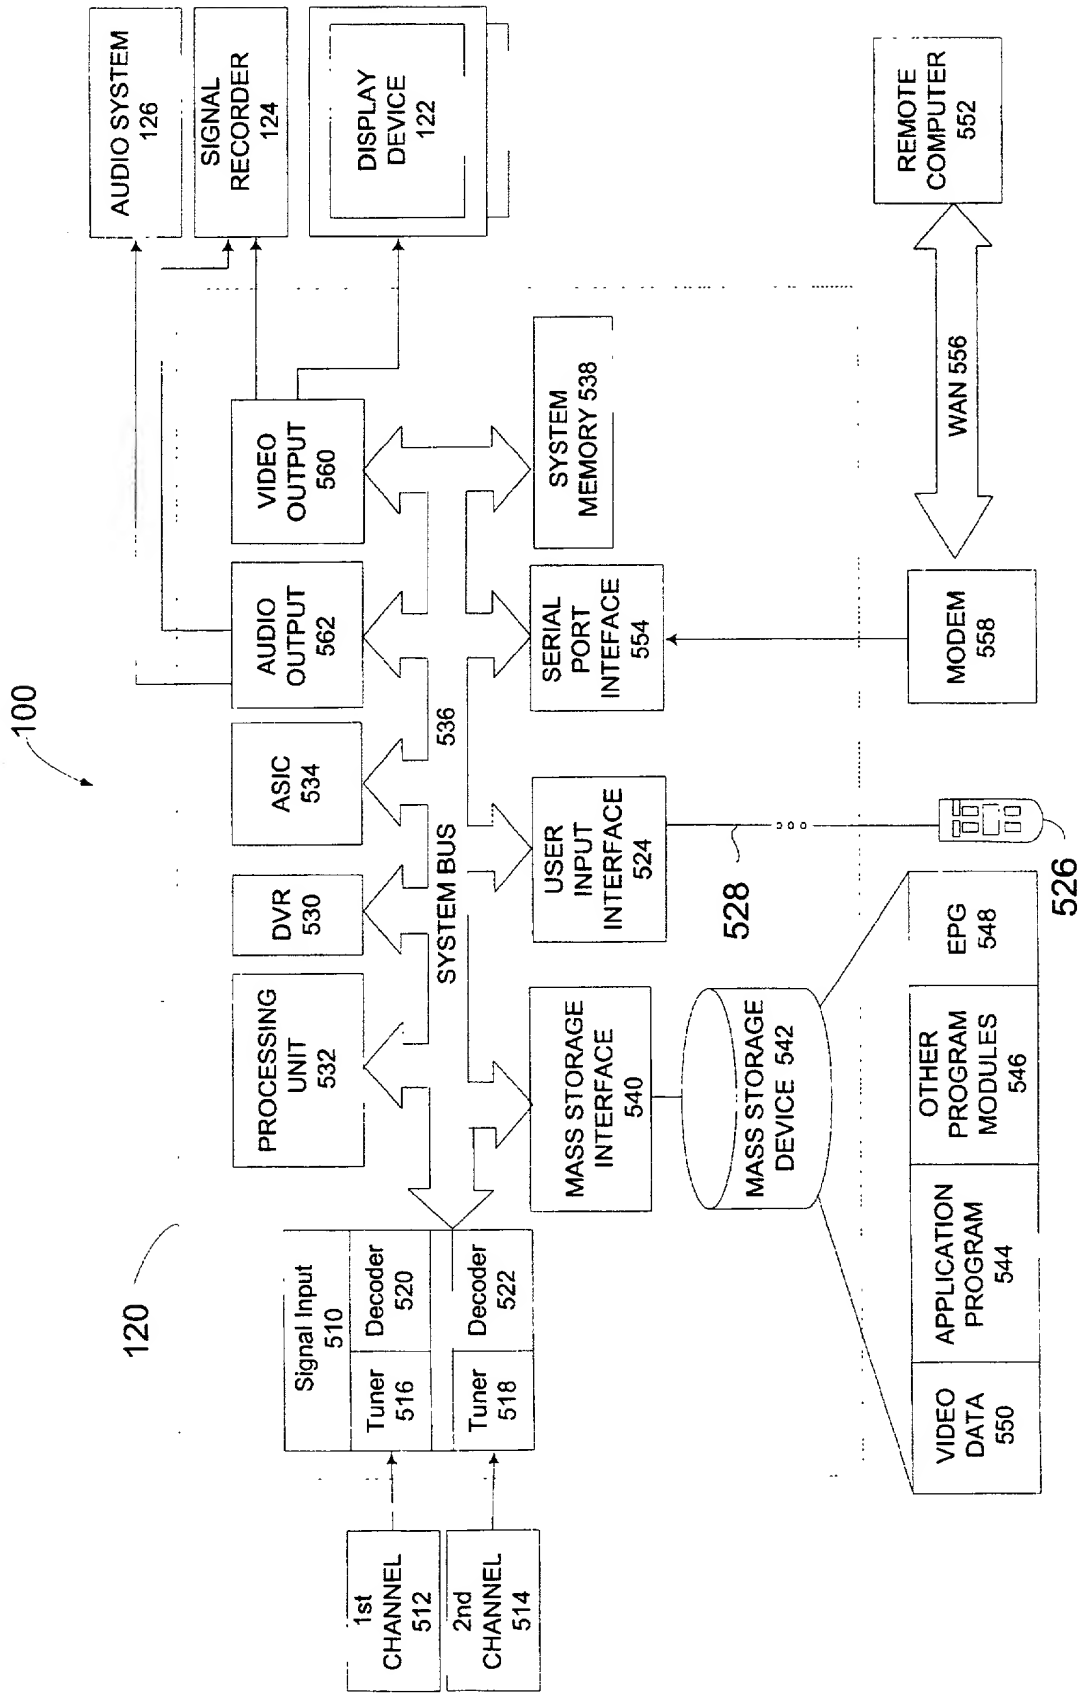 100
120
AUDIO SYSTEM
126
SIGNAL
RECORDER
124
DISPLAY
DEVICE
122
1st
CHANNEL
512
2nd
CHANNEL
514
Signal Input
510
Tuner
516
Decoder
520
Tuner
518
Decoder
522
PROCESSING
UNIT
532
DVR
530
ASIC
534
AUDIO
OUTPUT
562
VIDEO
OUTPUT
560
SYSTEM BUS
536
MASS STORAGE
INTERFACE
540
USER
INPUT
INTERFACE
524
SERIAL
PORT
INTEFACE
554
SYSTEM
MEMORY 538
MASS STORAGE
DEVICE 542
528
526
MODEM
558
WAN 556
REMOTE
COMPUTER
552
VIDEO
DATA
550
APPLICATION
PROGRAM
544
OTHER
PROGRAM
MODULES
546
EPG
548